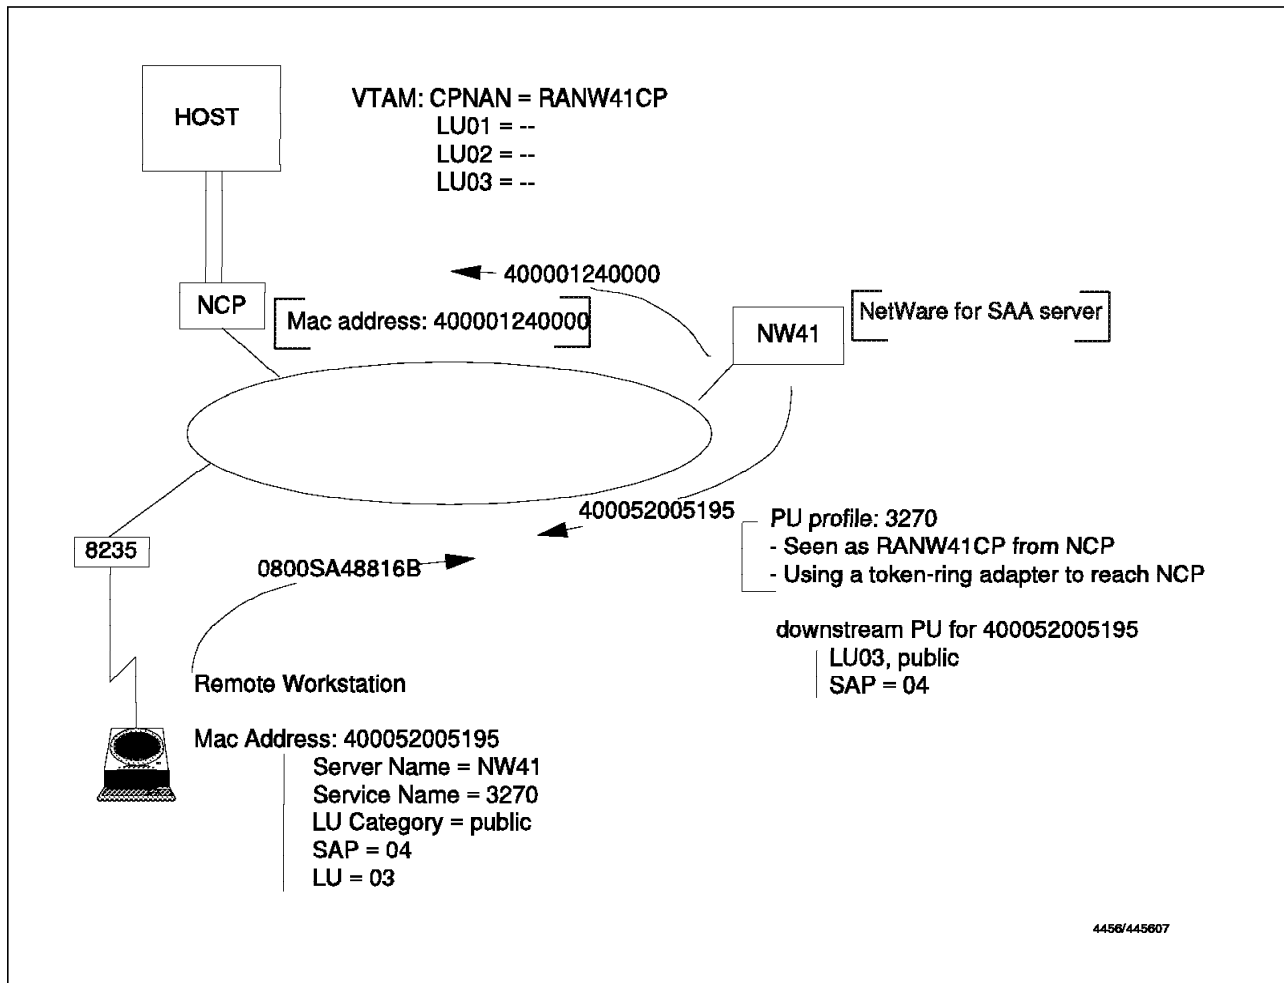 HOST
VTAM: CPNAN = RANW41CP
LU01 = --
LU02 = --
LU03 = --
400001240000
NCP
Mac address: 400001240000
NW41
NetWare for SAA server
400052005195
PU profile: 3270
- Seen as RANW41CP from NCP
- Using a token-ring adapter to reach NCP
8235
0800SA48816B
downstream PU for 400052005195
LU03, public
SAP = 04
Remote Workstation
Mac Address: 400052005195
Server Name = NW41
Service Name = 3270
LU Category = public
SAP = 04
LU = 03
4456/445607